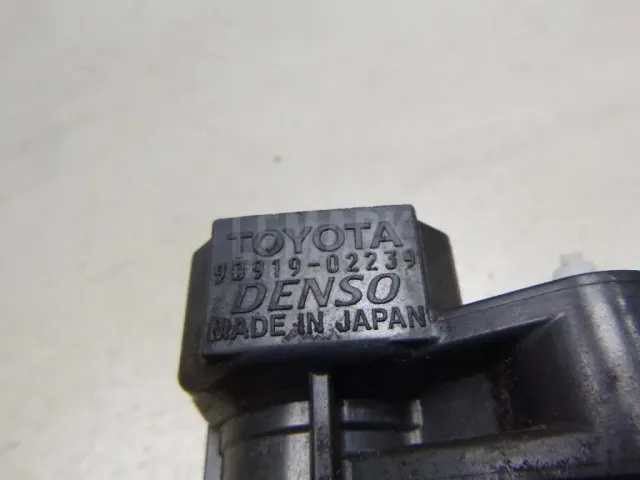 TOYOTA
90919-02239
DENSO
MADE IN JAPAN